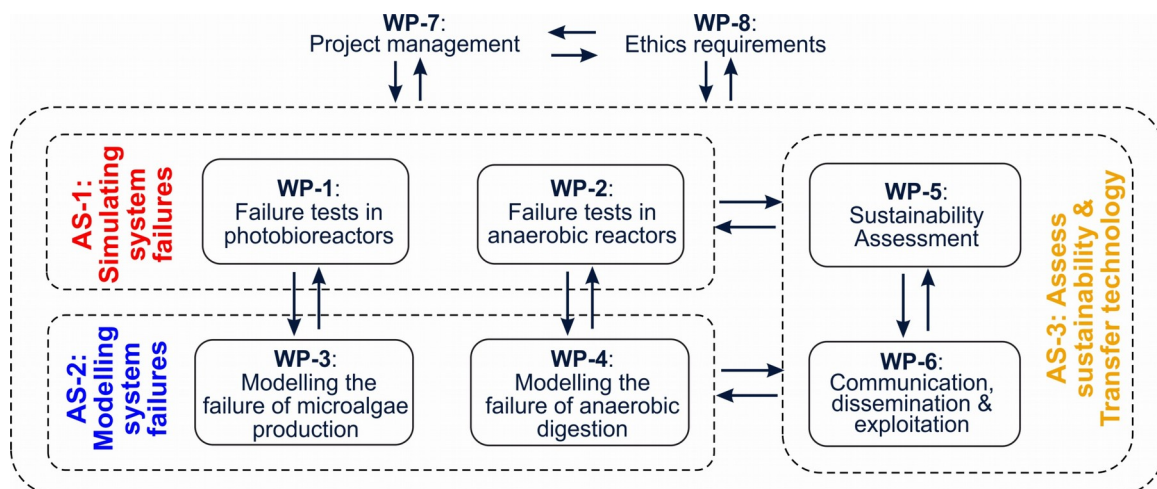 WP-7:
Project management
WP-8:
Ethics requirements
AS-1:
Simulating
system
failures
WP-1:
Failure tests in
photobioreactors
WP-2:
Failure tests in
anaerobic reactors
WP-5:
Sustainability
Assessment
AS-2:
Modelling
system
failures
WP-3:
Modelling the
failure of microalgae
production
WP-4:
Modelling the
failure of anaerobic
digestion
WP-6:
Communication,
dissemination &
exploitation
AS-3: Assess
sustainability &
Transfer technology